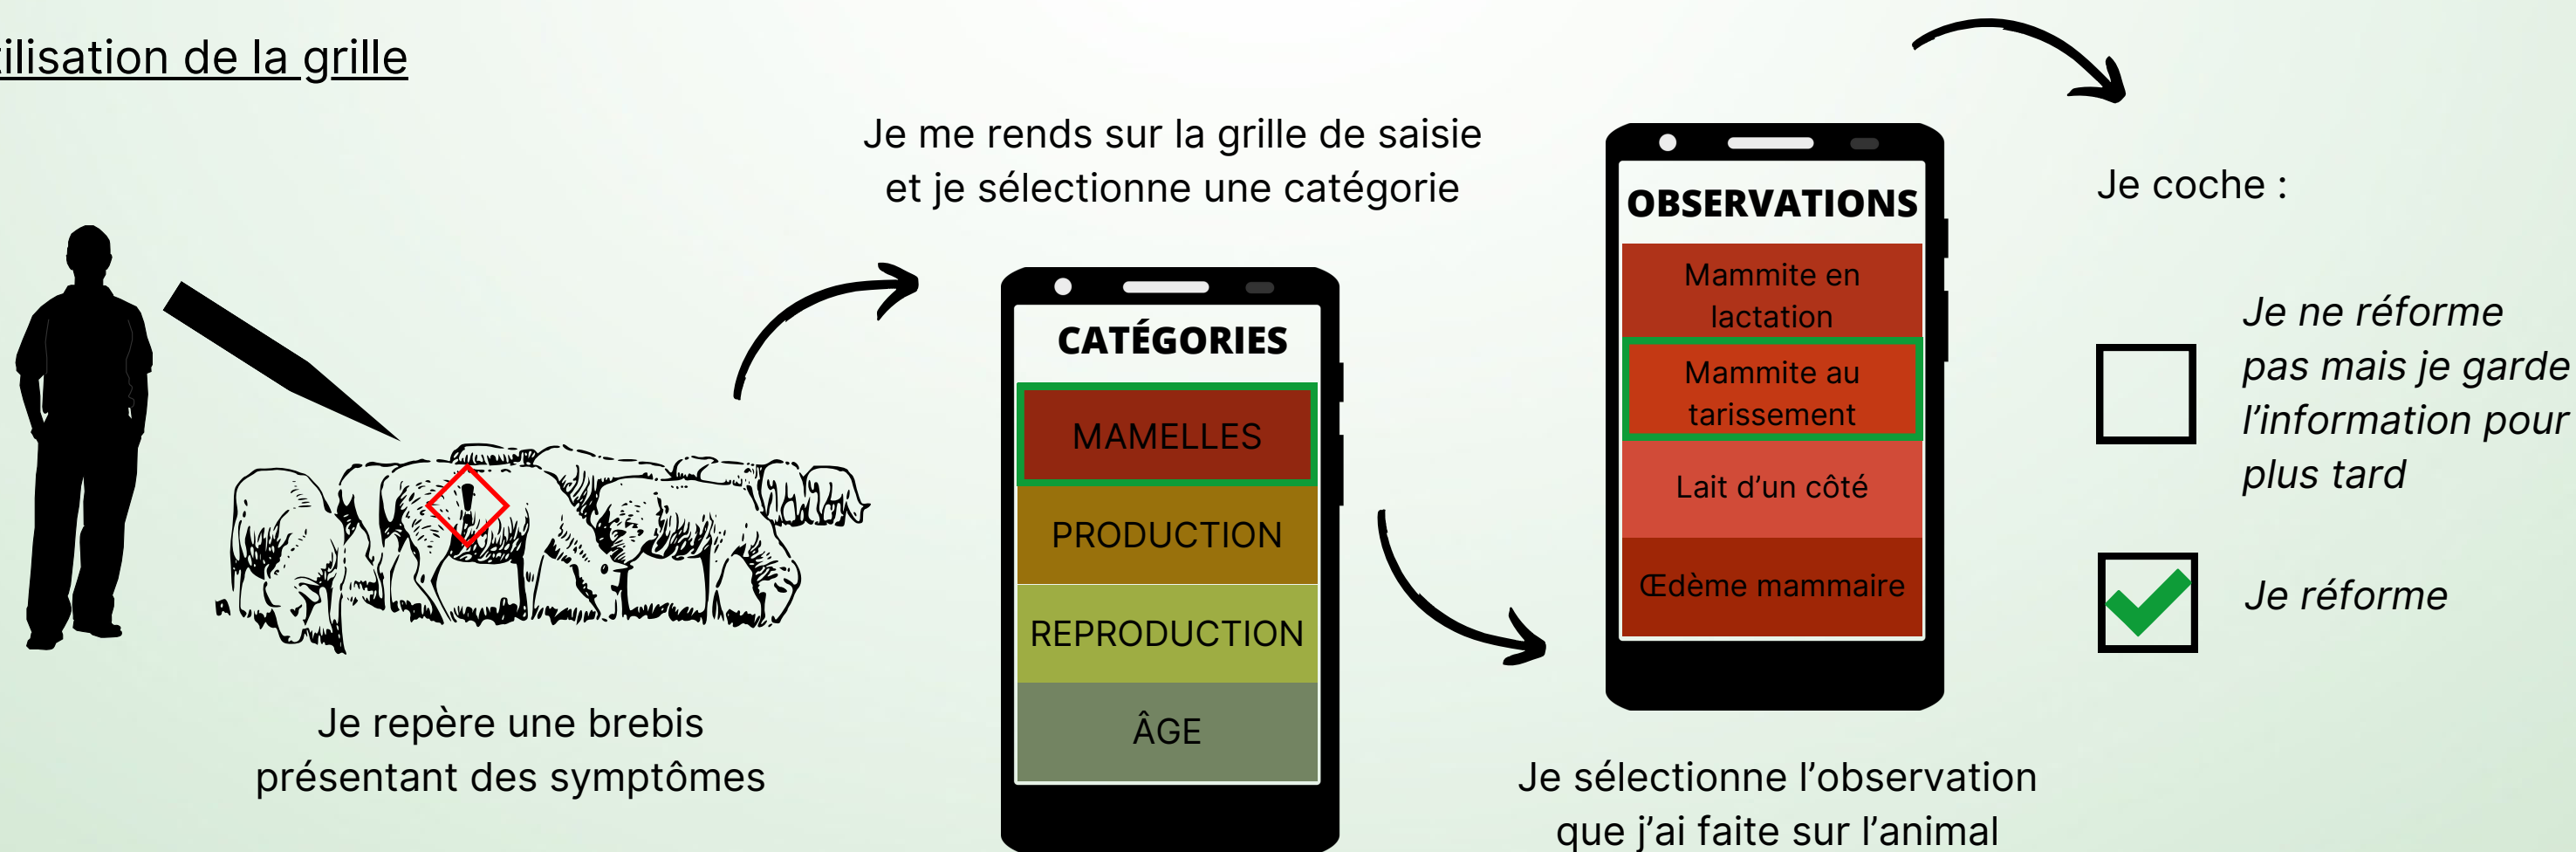 tilisation de la grille
Je repère une brebis
présentant des symptômes
Je me rends sur la grille de saisie
et je sélectionne une catégorie
CATÉGORIES
MAMELLES
PRODUCTION
REPRODUCTION
ÂGE
OBSERVATIONS
Mammite en
lactation
Mammite au
tarissement
Lait d’un côté
Œdème mammaire
Je sélectionne l’observation
que j’ai faite sur l’animal
Je coche :
Je ne réforme
pas mais je garde
l’information pour
plus tard
Je réforme